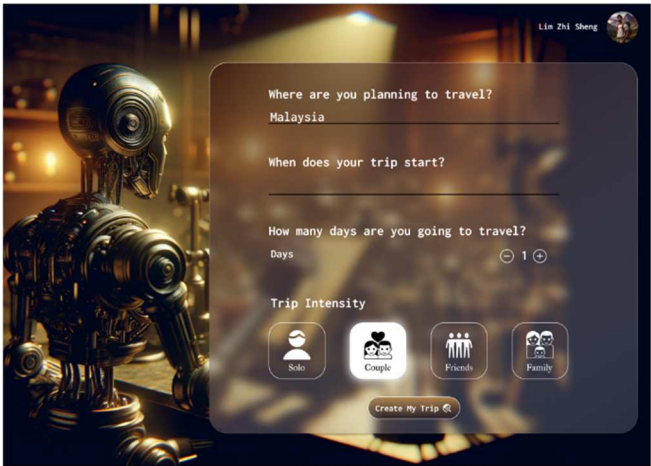 Lim Zhi Sheng
Where are you planning to travel?
Malaysia
When does your trip start?
How many days are you going to travel?
Days
1
Trip Intensity
Solo
Couple
Friends
Family
Create My Trip